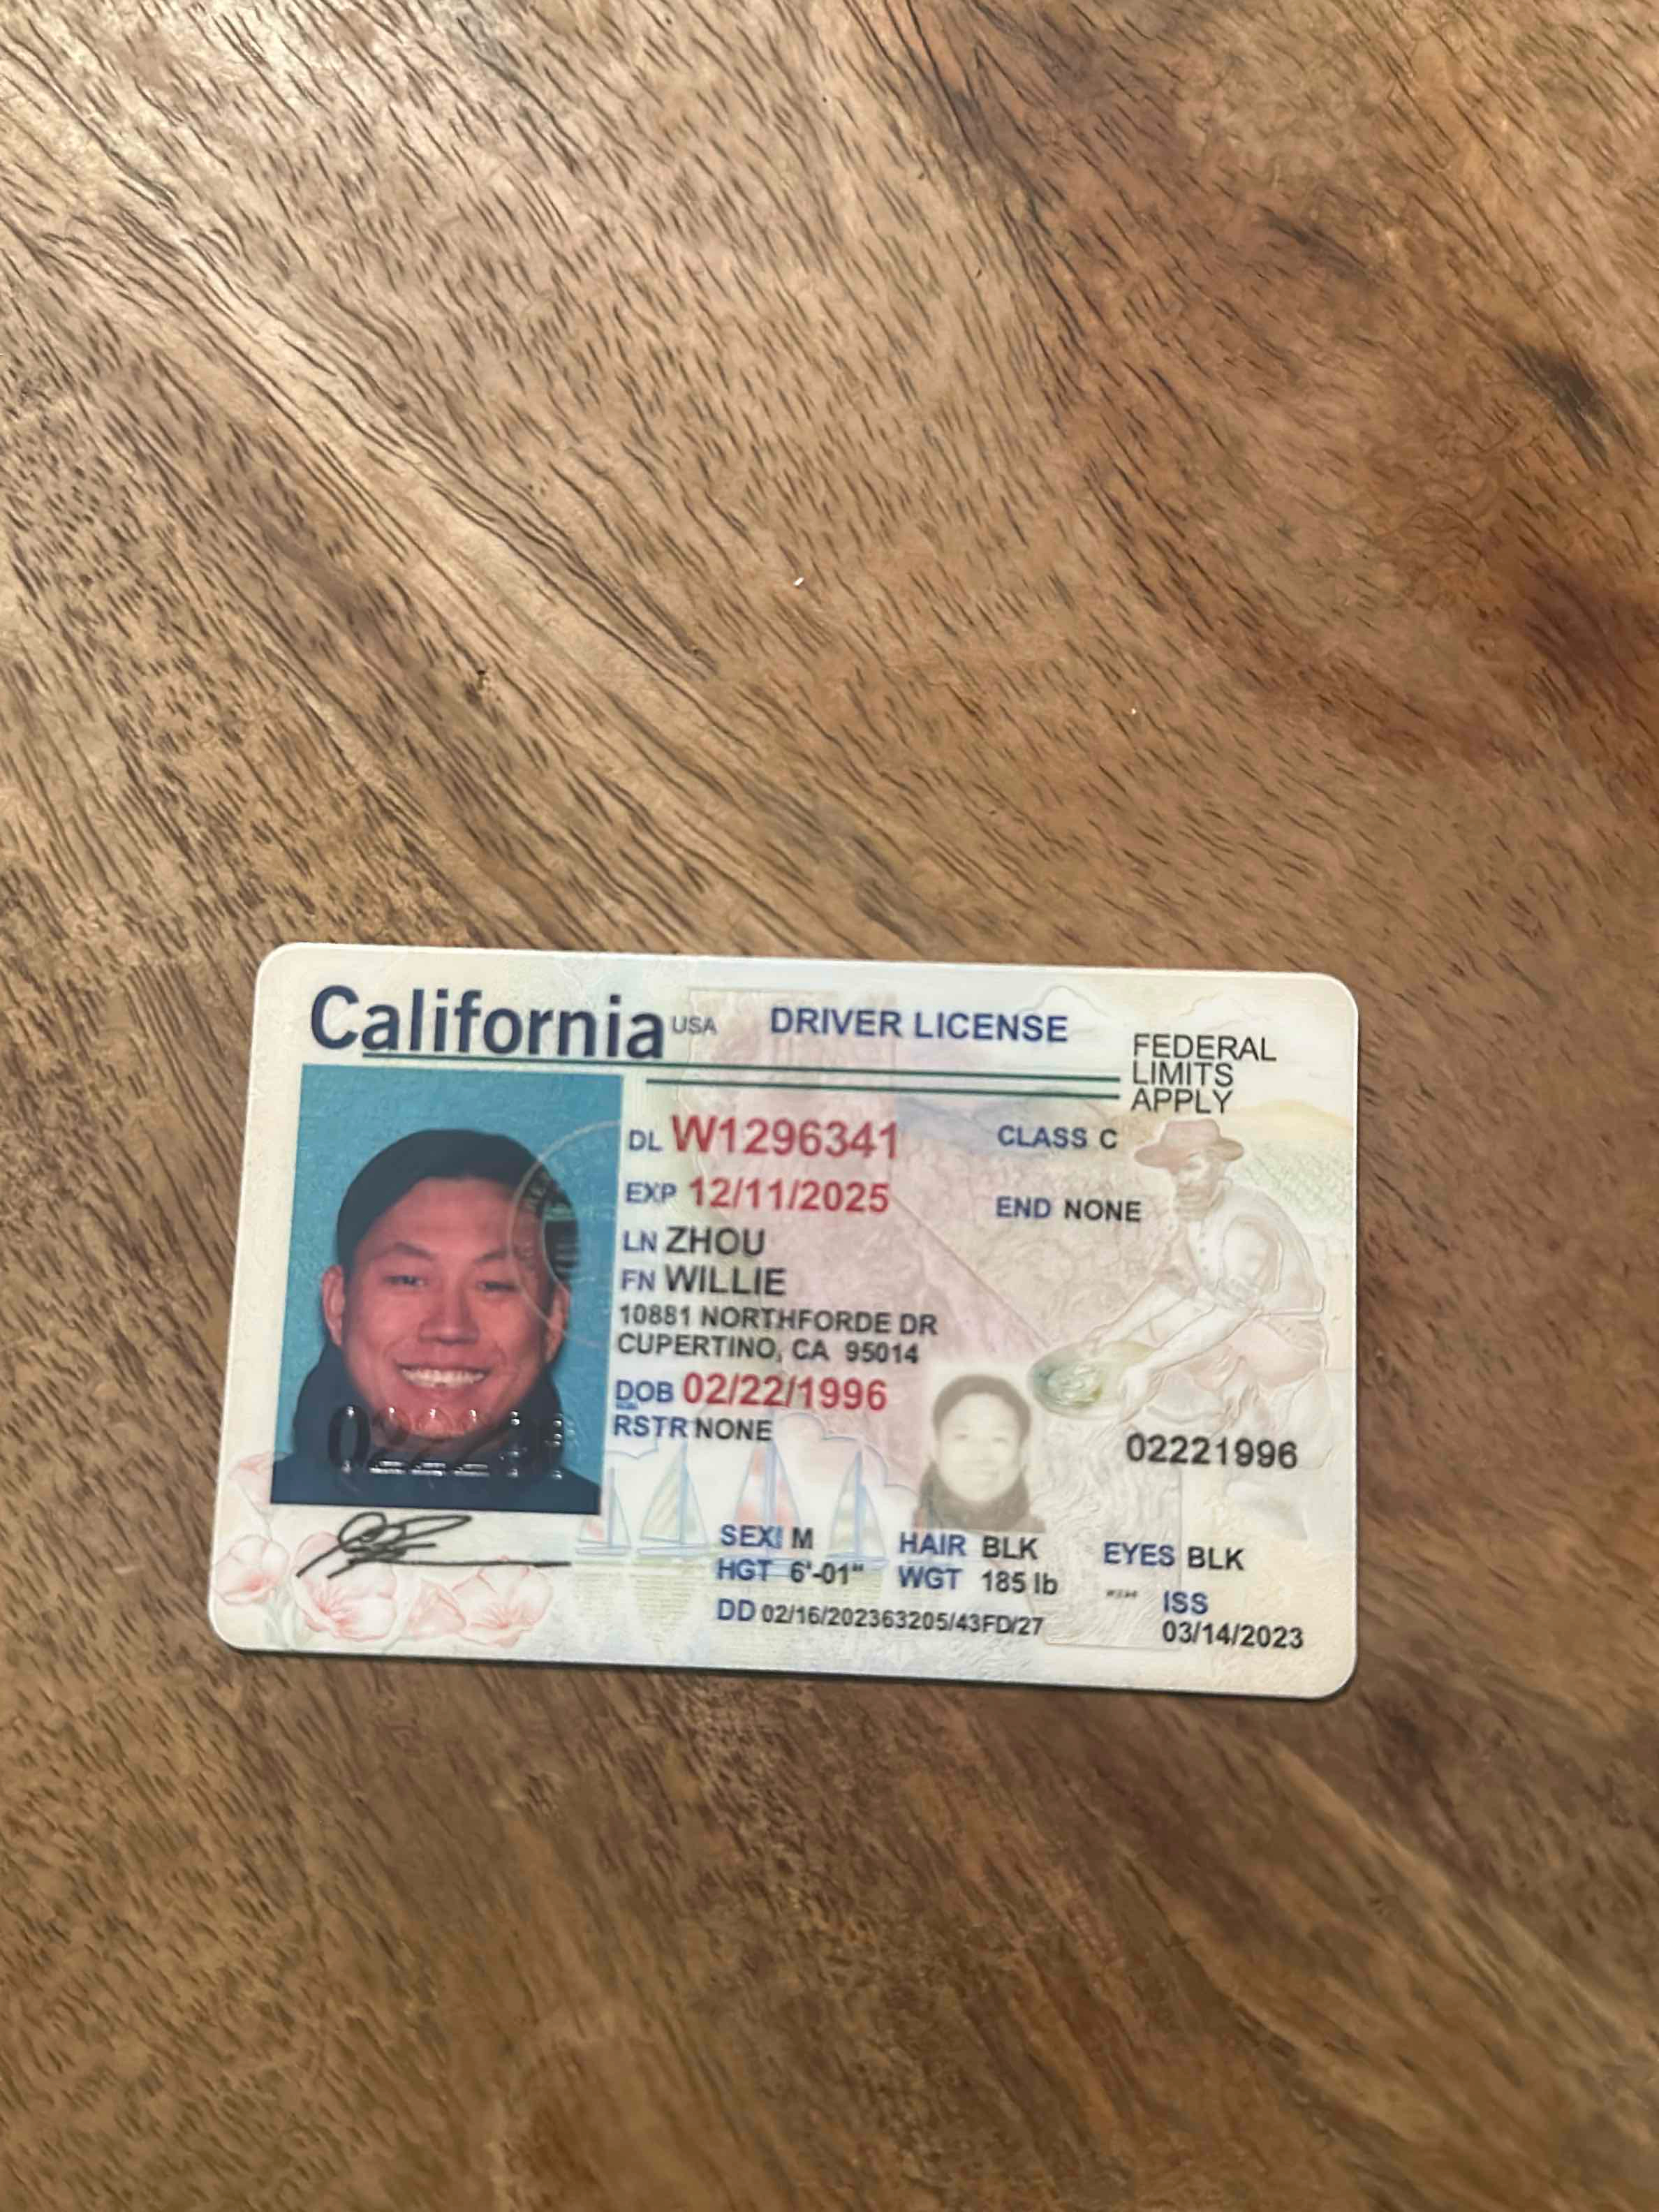 California USA DRIVER LICENSE
FEDERAL
LIMITS
APPLY
DL W1296341
CLASS C
EXP 12/11/2025
END NONE
LN ZHOU
FN WILLIE
10881 NORTHFORDE DR
CUPERTINO, CA 95014
DOB 02/22/1996
RSTR NONE
02221996
SEX M HAIR BLK EYES BLK
HGT 6'-01" WGT 185 lb
ISS
DD 02/16/202363205/43FD/27
03/14/2023